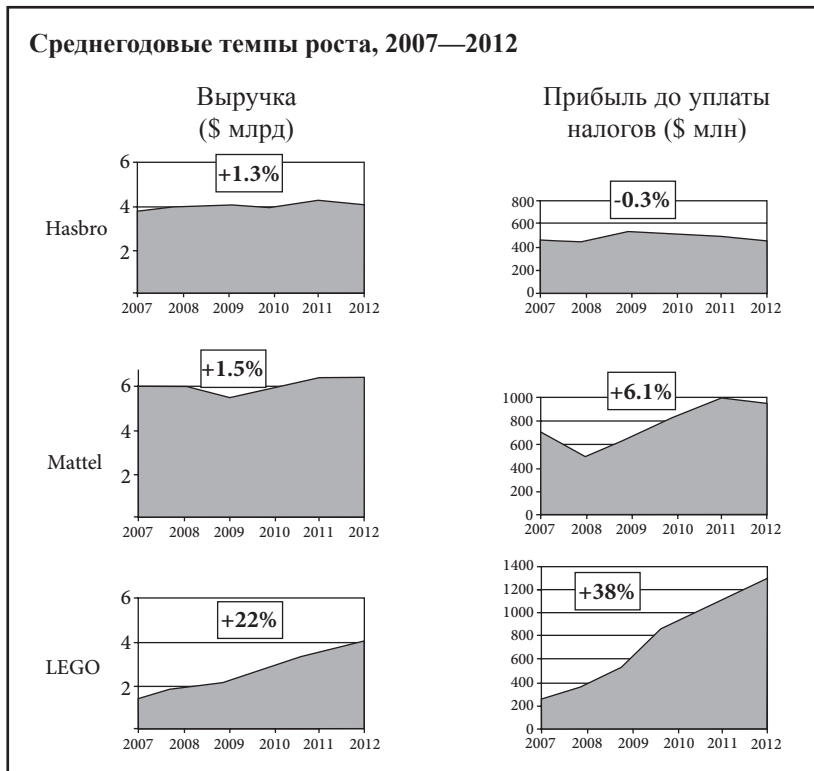 Среднегодовые темпы роста, 2007—2012
Выручка
($ млрд)
Прибыль до уплаты
налогов ($ млн)
Hasbro
6
4
2
+1.3%
2007 2008 2009 2010 2011 2012
800
600
400
200
0
-0.3%
2007 2008 2009 2010 2011 2012
Mattel
6
4
2
+1.5%
2007 2008 2009 2010 2011 2012
1000
800
600
400
200
0
+6.1%
2007 2008 2009 2010 2011 2012
LEGO
6
4
2
+22%
2007 2008 2009 2010 2011 2012
1400
1200
1000
800
600
400
200
0
+38%
2007 2008 2009 2010 2011 2012